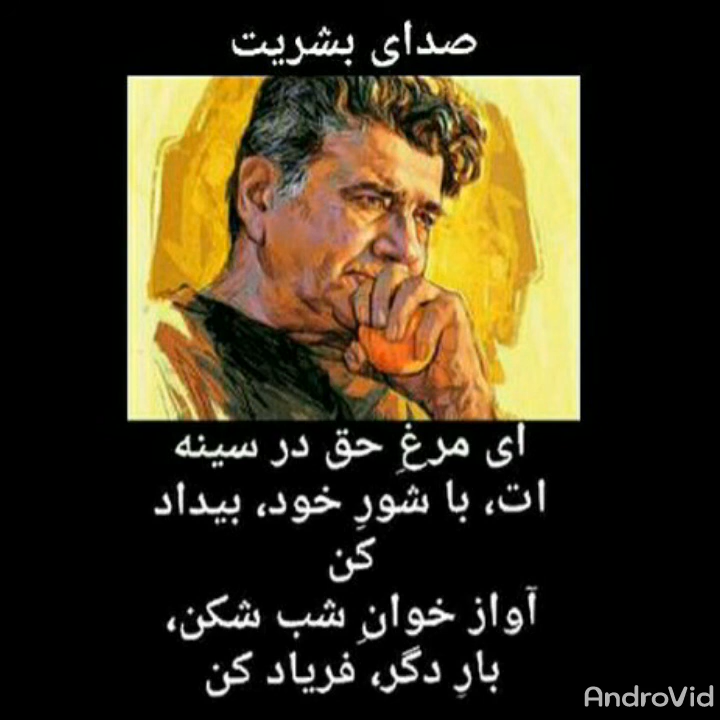 صدای بشریت
ای مرغِ حق در سینه
ات، با شورِ خود، بیداد
کن
آواز خوانِ شب شکن،
بارِ دگر، فریاد کن
AndroVid